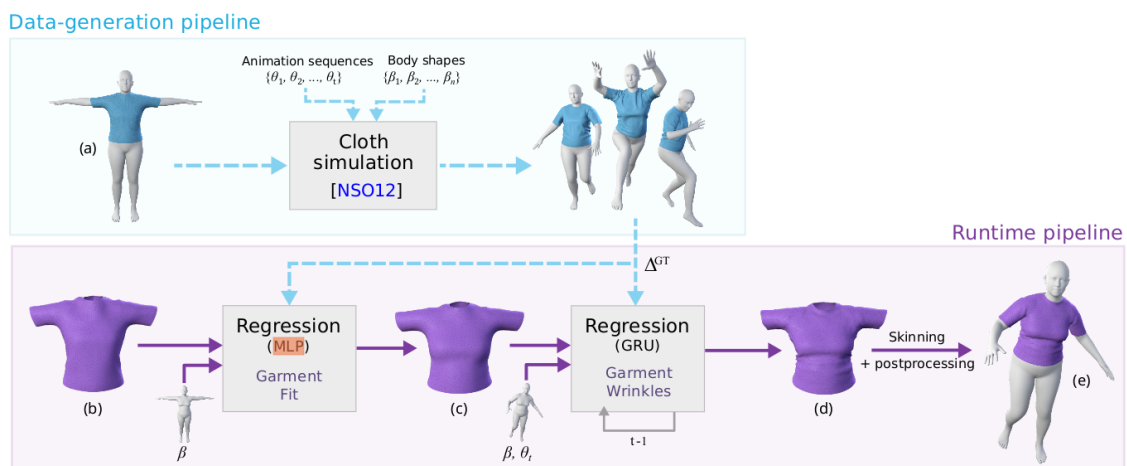 Data-generation pipeline
Animation sequences
{θ1, θ2, ..., θt}
Body shapes
{β1, β2, ..., βn}
(a)
Cloth
simulation
[NSO12]
Runtime pipeline
Δ^GT
Regression
(MLP)
Garment
Fit
(b)
β
(c)
Regression
(GRU)
Garment
Wrinkles
t-1
β, θt
(d)
Skinning
+ postprocessing
(e)